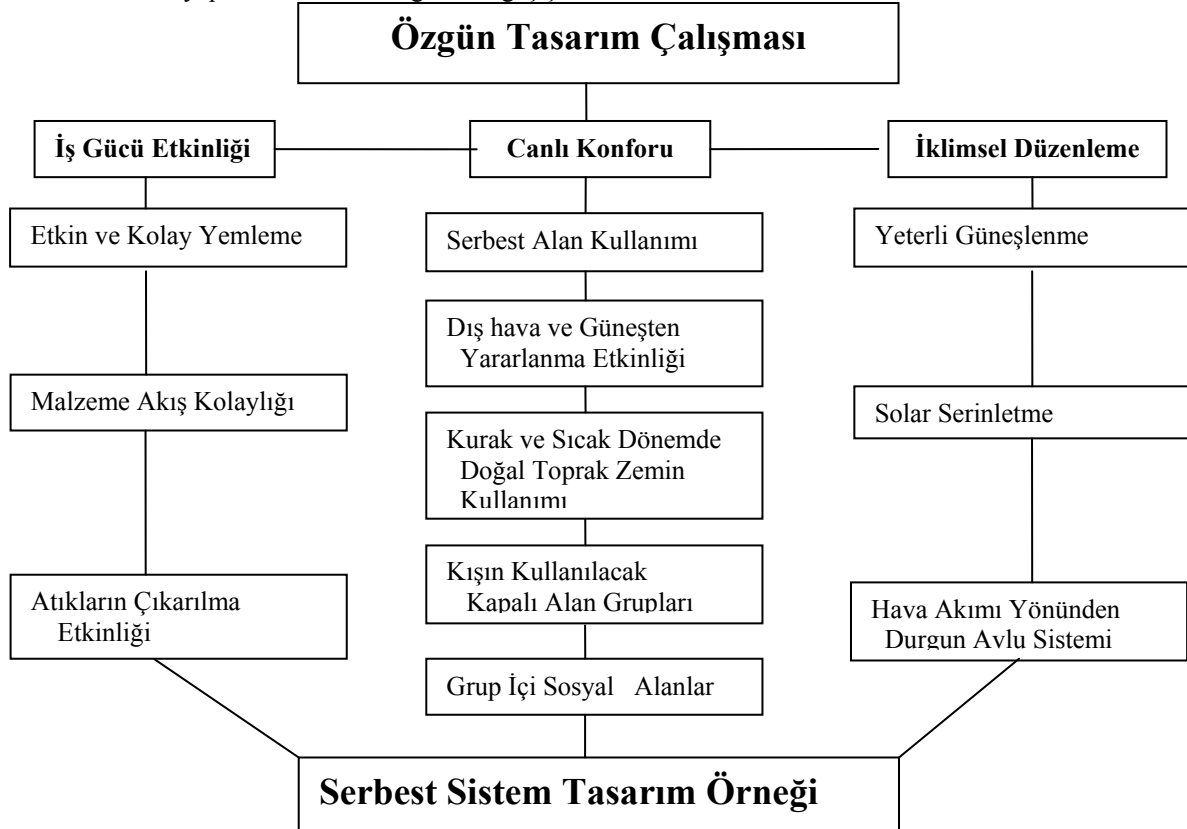 Özgün Tasarım Çalışması
İş Gücü Etkinliği
Canlı Konforu
İklimsel Düzenleme
Etkin ve Kolay Yemleme
Malzeme Akış Kolaylığı
Atıkların Çıkarılma
Etkinliği
Serbest Alan Kullanımı
Dış hava ve Güneşten
Yararlanma Etkinliği
Kurak ve Sıcak Dönemde
Doğal Toprak Zemin
Kullanımı
Kışın Kullanılacak
Kapalı Alan Grupları
Grup İçi Sosyal Alanlar
Yeterli Güneşlenme
Solar Serinletme
Hava Akımı Yönünden
Durgun Avlu Sistemi
Serbest Sistem Tasarım Örneği